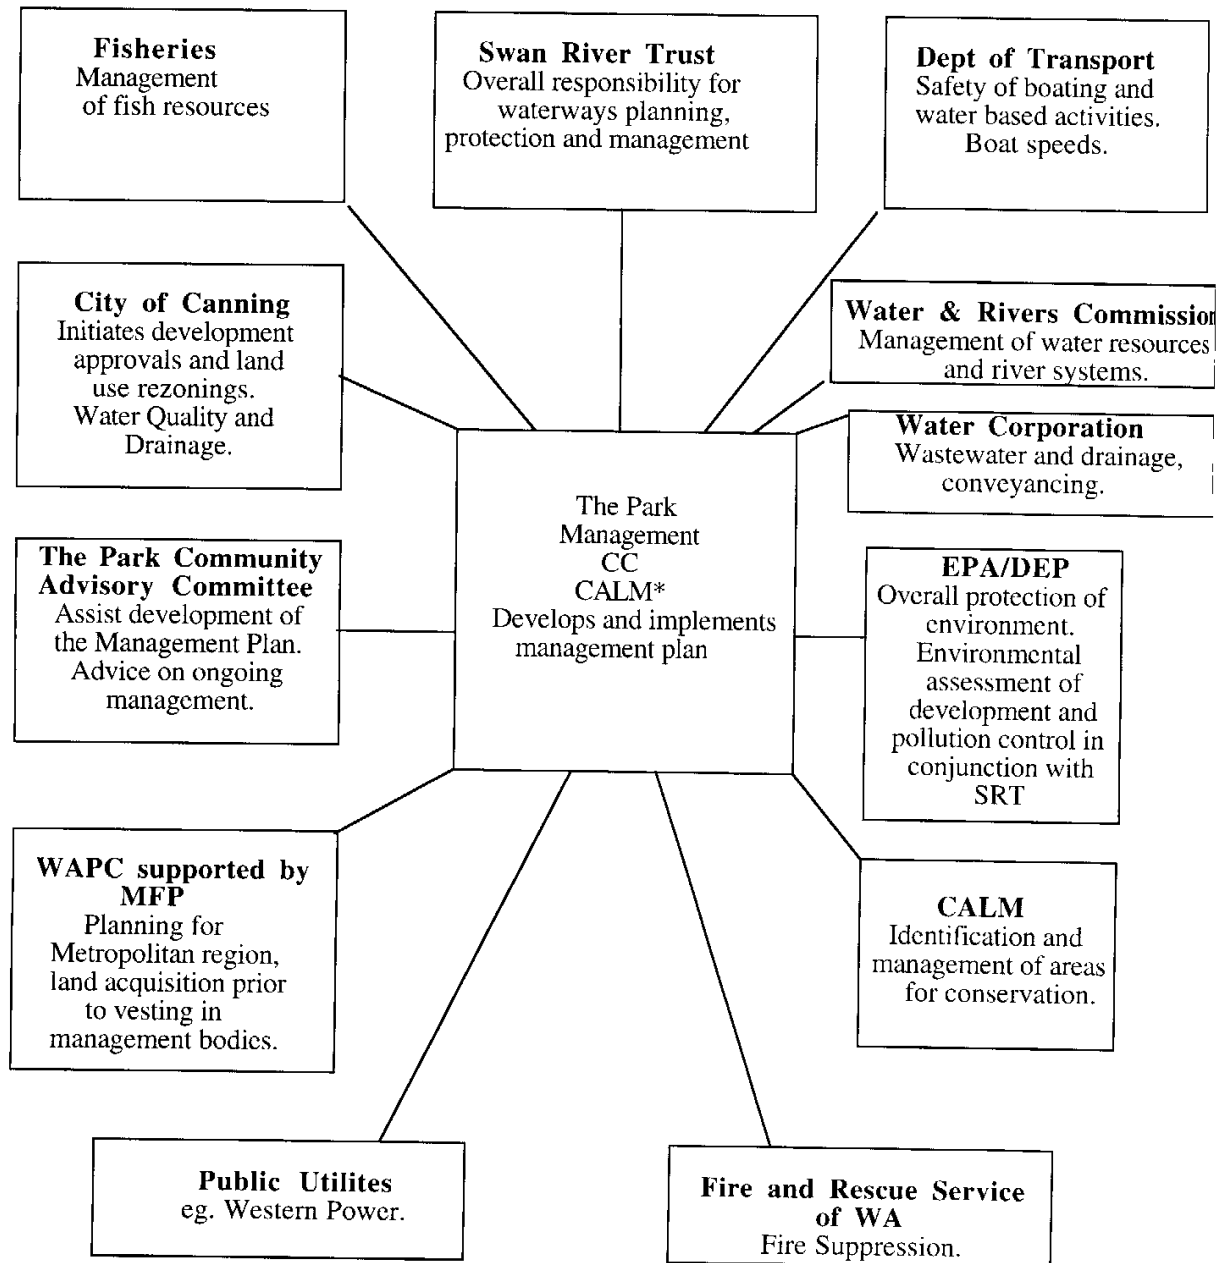 Fisheries
Management
of fish resources
Swan River Trust
Overall responsibility for
waterways planning,
protection and management
Dept of Transport
Safety of boating and
water based activities.
Boat speeds.
City of Canning
Initiates development
approvals and land
use rezonings.
Water Quality and
Drainage.
Water & Rivers Commission
Management of water resources
and river systems.
Water Corporation
Wastewater and drainage,
conveyancing.
The Park
Management
CC
CALM*
Develops and implements
management plan
The Park Community
Advisory Committee
Assist development of
the Management Plan.
Advice on ongoing
management.
EPA/DEP
Overall protection of
environment.
Environmental
assessment of
development and
pollution control in
conjunction with
SRT
WAPC supported by
MFP
Planning for
Metropolitan region,
land acquisition prior
to vesting in
management bodies.
CALM
Identification and
management of areas
for conservation.
Public Utilites
eg. Western Power.
Fire and Rescue Service
of WA
Fire Suppression.